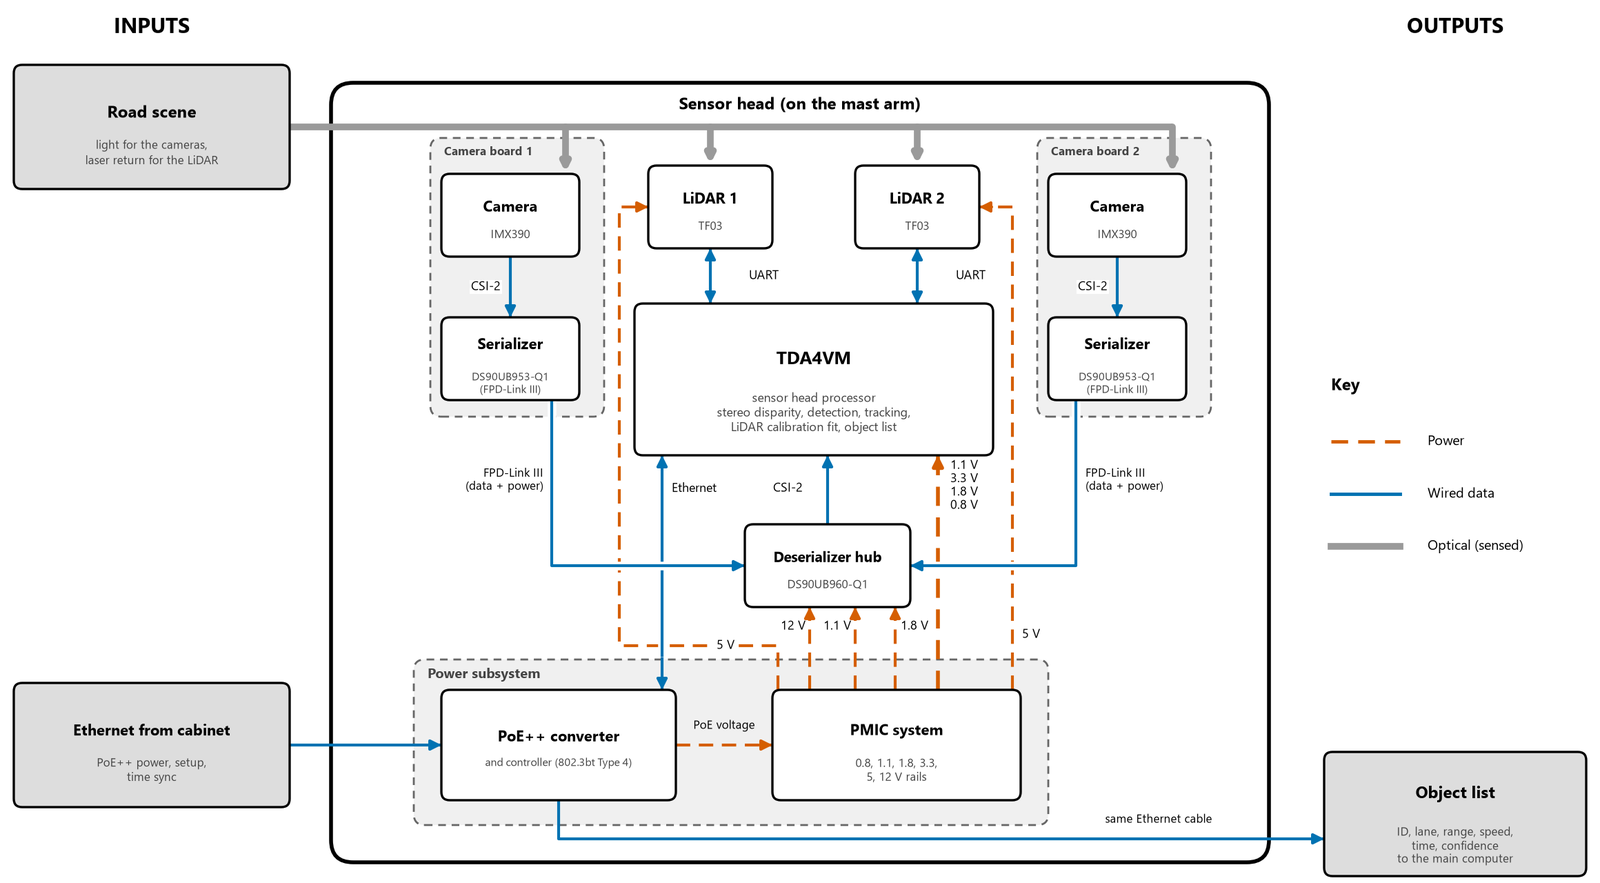 INPUTS
OUTPUTS
Road scene
light for the cameras,
laser return for the LiDAR
Sensor head (on the mast arm)
Camera board 1
Camera
IMX390
CSI-2
Serializer
DS90UB953-Q1
(FPD-Link III)
LiDAR 1
TF03
UART
LiDAR 2
TF03
UART
Camera board 2
Camera
IMX390
CSI-2
Serializer
DS90UB953-Q1
(FPD-Link III)
TDA4VM
sensor head processor
stereo disparity, detection, tracking,
LiDAR calibration fit, object list
FPD-Link III
(data + power)
Ethernet
CSI-2
1.1 V
3.3 V
1.8 V
0.8 V
FPD-Link III
(data + power)
Deserializer hub
DS90UB960-Q1
12 V
1.1 V
1.8 V
5 V
5 V
Key
Power
Wired data
Optical (sensed)
Power subsystem
Ethernet from cabinet
PoE++ power, setup,
time sync
PoE++ converter
and controller (802.3bt Type 4)
PoE voltage
PMIC system
0.8, 1.1, 1.8, 3.3,
5, 12 V rails
same Ethernet cable
Object list
ID, lane, range, speed,
time, confidence
to the main computer